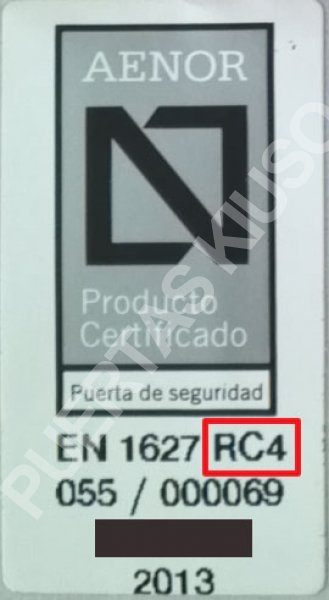 AENOR
Producto
Certificado
Puerta de seguridad
EN 1627 RC4
055 / 000069
2013
PUERTAS KIUSO